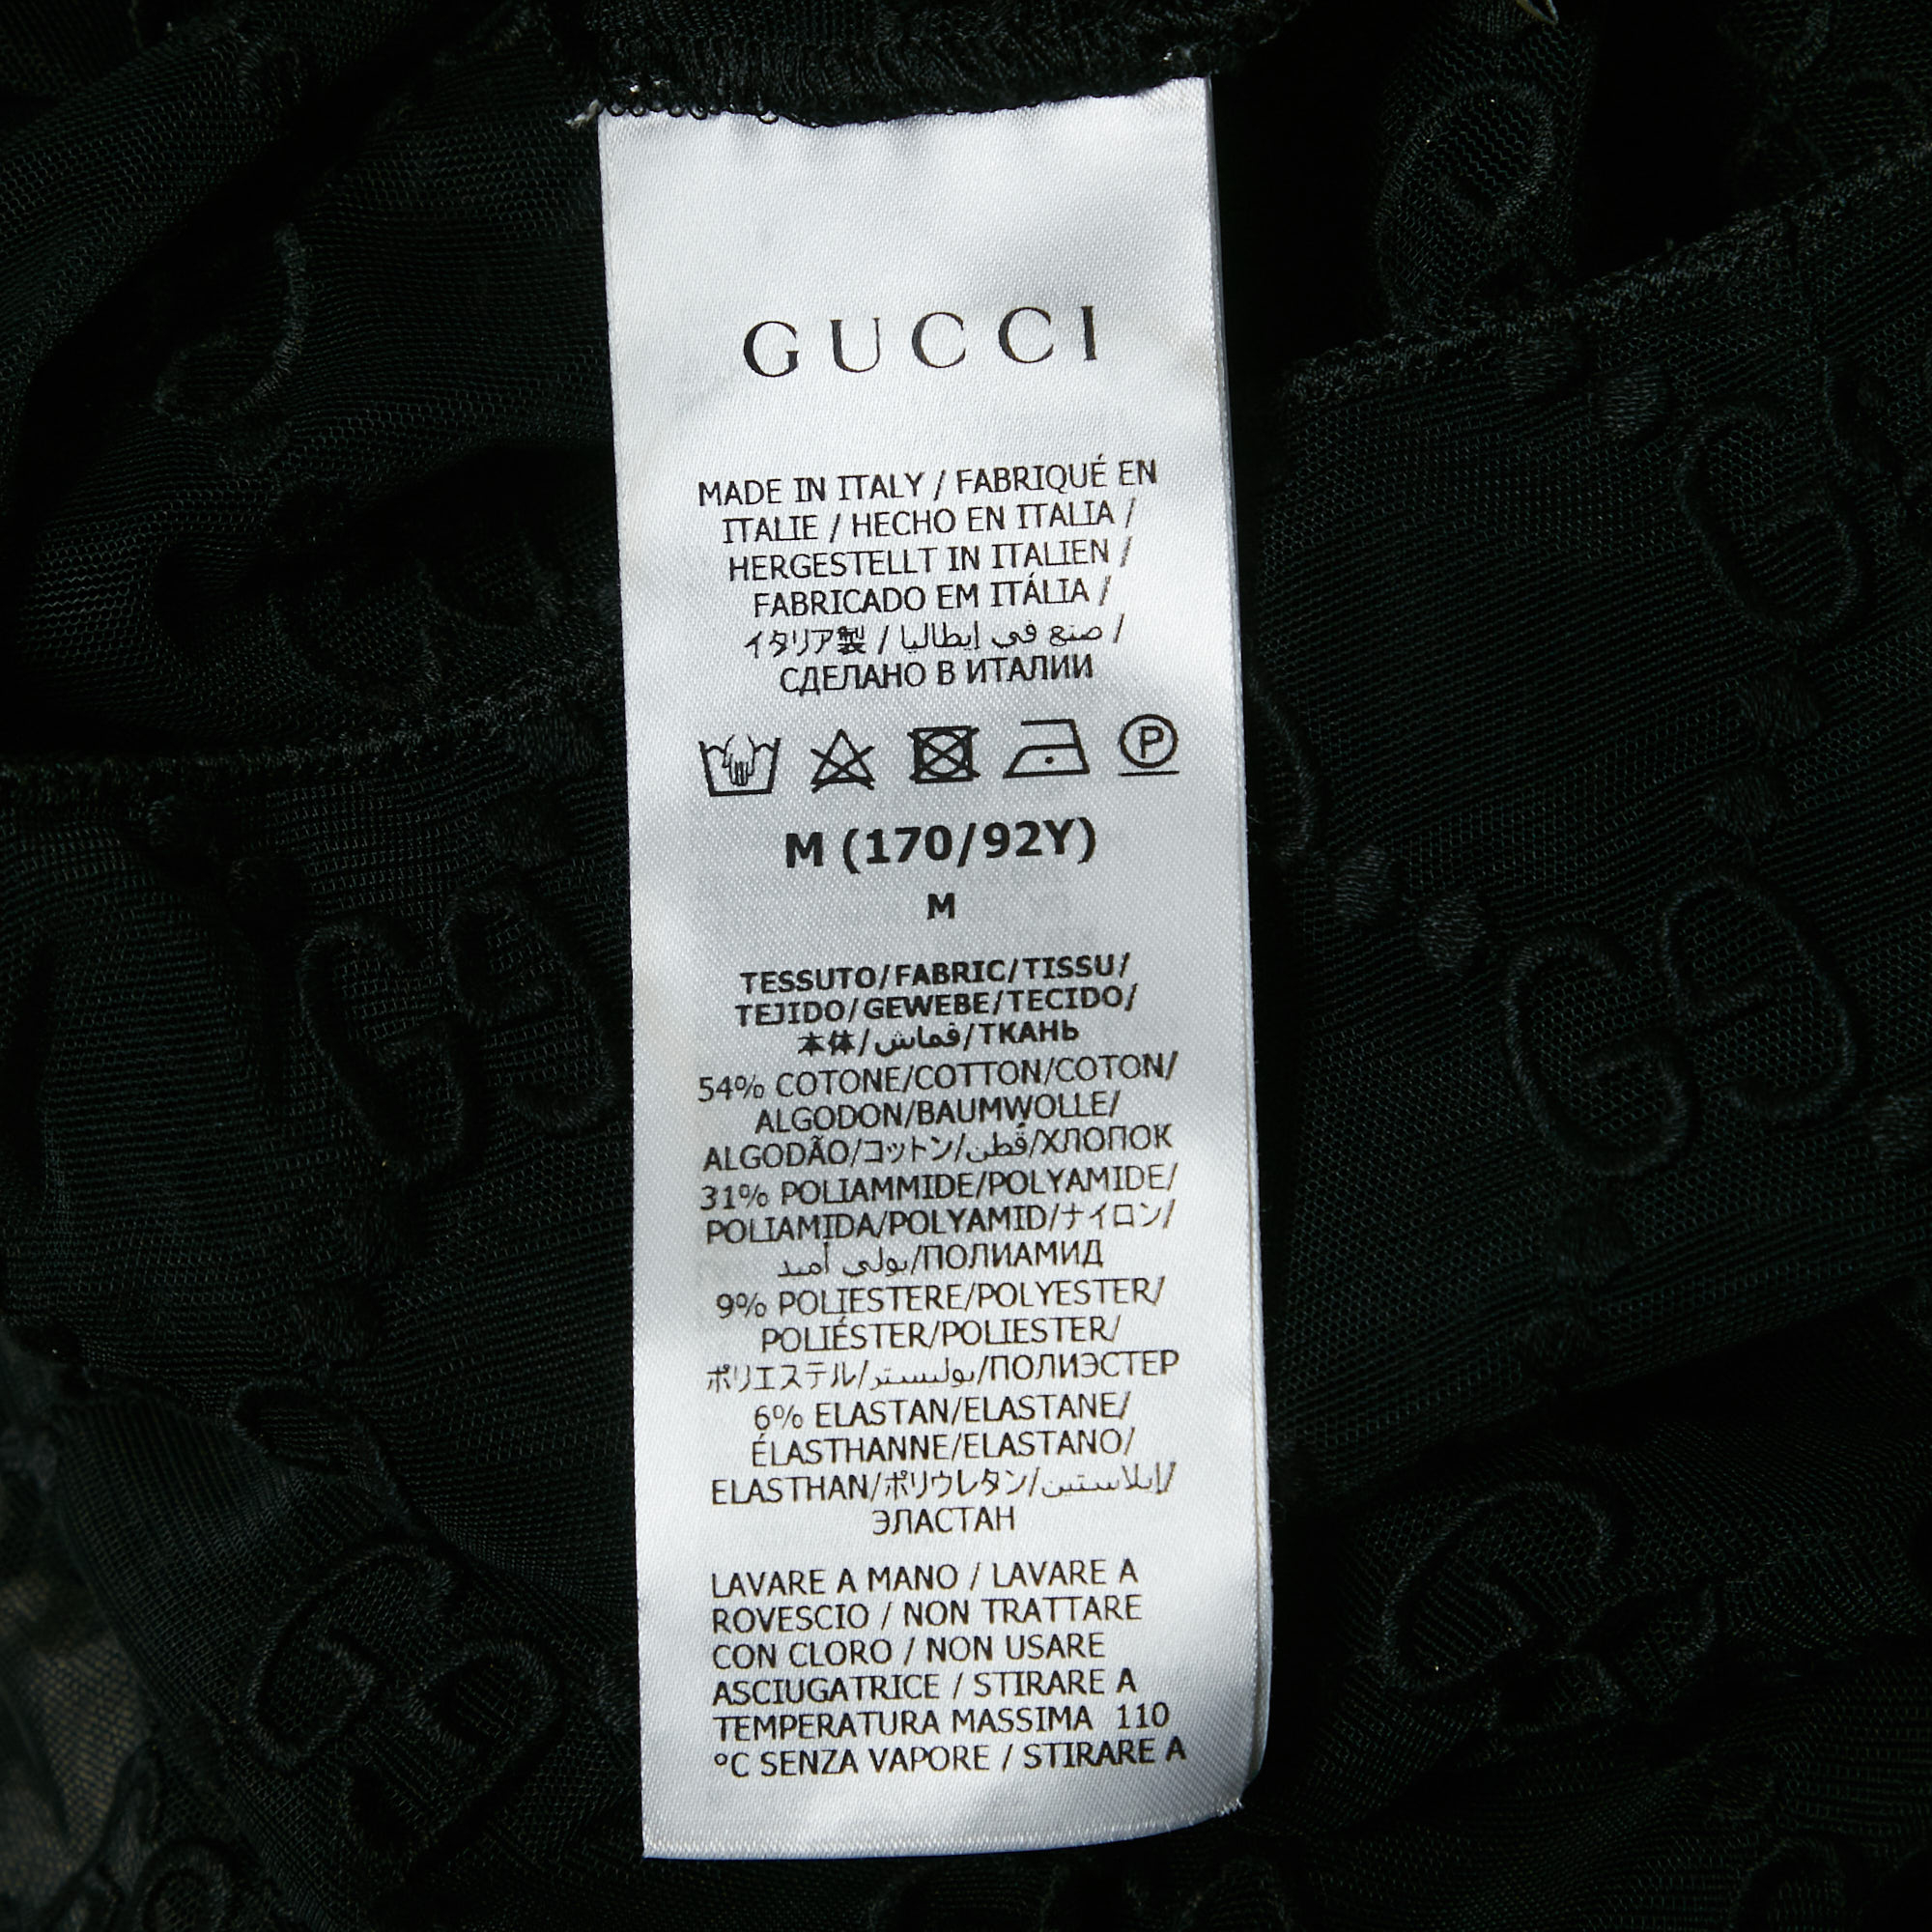 GUCCI
MADE IN ITALY / FABRIQUÉ EN
ITALIE / HECHO EN ITALIA /
HERGESTELLT IN ITALIEN /
FABRICADO EM ITÁLIA /
イタリア製 / صنع في إيطاليا /
СДЕЛАНО В ИТАЛИИ
P
M (170/92Y)
M
TESSUTO/FABRIC/TISSU/
TEJIDO/GEWEBE/TECIDO/
本体/قماش/ТКАНЬ
54% COTONE/COTTON/COTON/
ALGODON/BAUMWOLLE/
ALGODÃO/コットン/قُطن/ХЛОПОК
31% POLIAMMIDE/POLYAMIDE/
POLIAMIDA/POLYAMID/ナイロン/
بولي أميد/ПОЛИАМИД
9% POLIESTERE/POLYESTER/
POLIÉSTER/POLIESTER/
ポリエステル/بوليستر/ПОЛИЭСТЕР
6% ELASTAN/ELASTANE/
ÉLASTHANNE/ELASTANO/
ELASTHAN/ポリウレタン/إيلاستين/
ЭЛАСТАН
LAVARE A MANO / LAVARE A
ROVESCIO / NON TRATTARE
CON CLORO / NON USARE
ASCIUGATRICE / STIRARE A
TEMPERATURA MASSIMA 110
°C SENZA VAPORE / STIRARE A